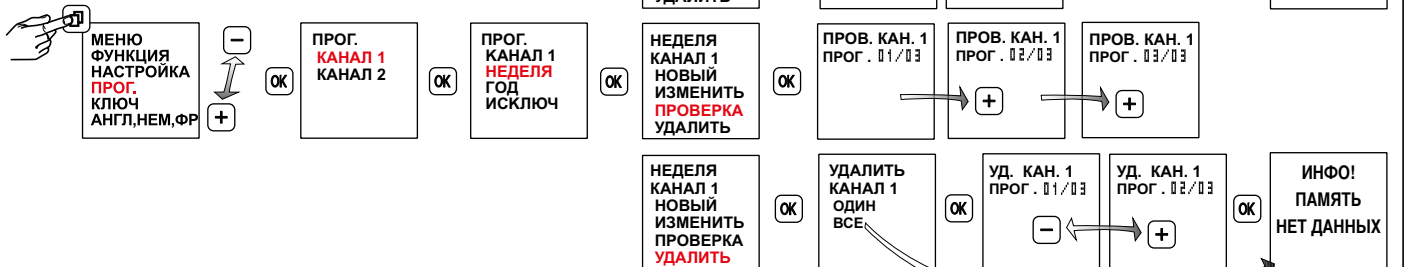 УДАЛИТЬ
МЕНЮ
ФУНКЦИЯ
НАСТРОЙКА
ПРОГ.
КЛЮЧ
АНГЛ,НЕМ,ФР
−
+
OK
ПРОГ.
КАНАЛ 1
КАНАЛ 2
OK
ПРОГ.
КАНАЛ 1
НЕДЕЛЯ
ГОД
ИСКЛЮЧ
OK
НЕДЕЛЯ
КАНАЛ 1
НОВЫЙ
ИЗМЕНИТЬ
ПРОВЕРКА
УДАЛИТЬ
OK
ПРОВ. КАН. 1
ПРОГ . 01/03
ПРОВ. КАН. 1
ПРОГ . 02/03
+
ПРОВ. КАН. 1
ПРОГ . 03/03
+
НЕДЕЛЯ
КАНАЛ 1
НОВЫЙ
ИЗМЕНИТЬ
ПРОВЕРКА
УДАЛИТЬ
OK
УДАЛИТЬ
КАНАЛ 1
ОДИН
ВСЕ
OK
УД. КАН. 1
ПРОГ . 01/03
−
УД. КАН. 1
ПРОГ . 02/03
+
OK
ИНФО!
ПАМЯТЬ
НЕТ ДАННЫХ